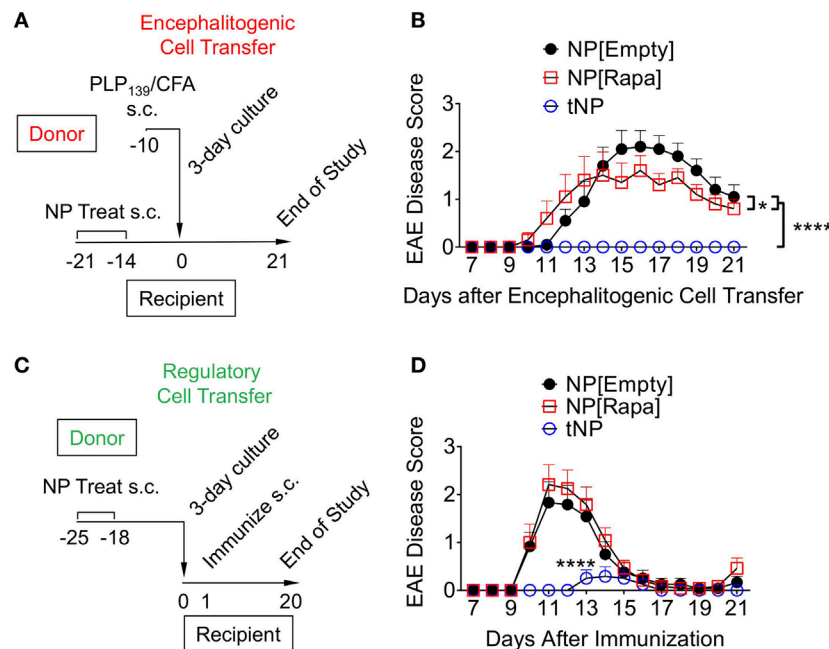 A
Encephalitogenic
Cell Transfer
PLP139/CFA
s.c.
Donor
-10
3-day culture
End of Study
NP Treat s.c.
-21
-14
0
21
Recipient
B
NP[Empty]
NP[Rapa]
tNP
EAE Disease Score
3
2
1
0
*
****
7 9 11 13 15 17 19 21
Days after Encephalitogenic Cell Transfer
C
Regulatory
Cell Transfer
Donor
NP Treat s.c.
-25
-18
3-day culture
Immunize s.c.
End of Study
0 1 20
Recipient
D
NP[Empty]
NP[Rapa]
tNP
EAE Disease Score
3
2
1
0
****
7 9 11 13 15 17 19 21
Days After Immunization